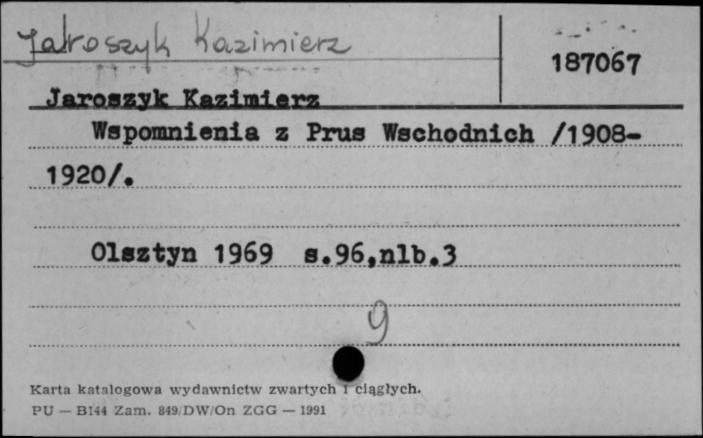 Jaroszyk Kazimierz
187067
Jaroszyk Kazimierz
Wspomnienia z Prus Wschodnich /1908-
1920/.
Olsztyn 1969 s.96,nlb.3
9
Karta katalogowa wydawnictw zwartych i ciągłych.
PU — B144 Zam. 849/DW/On ZGG — 1991